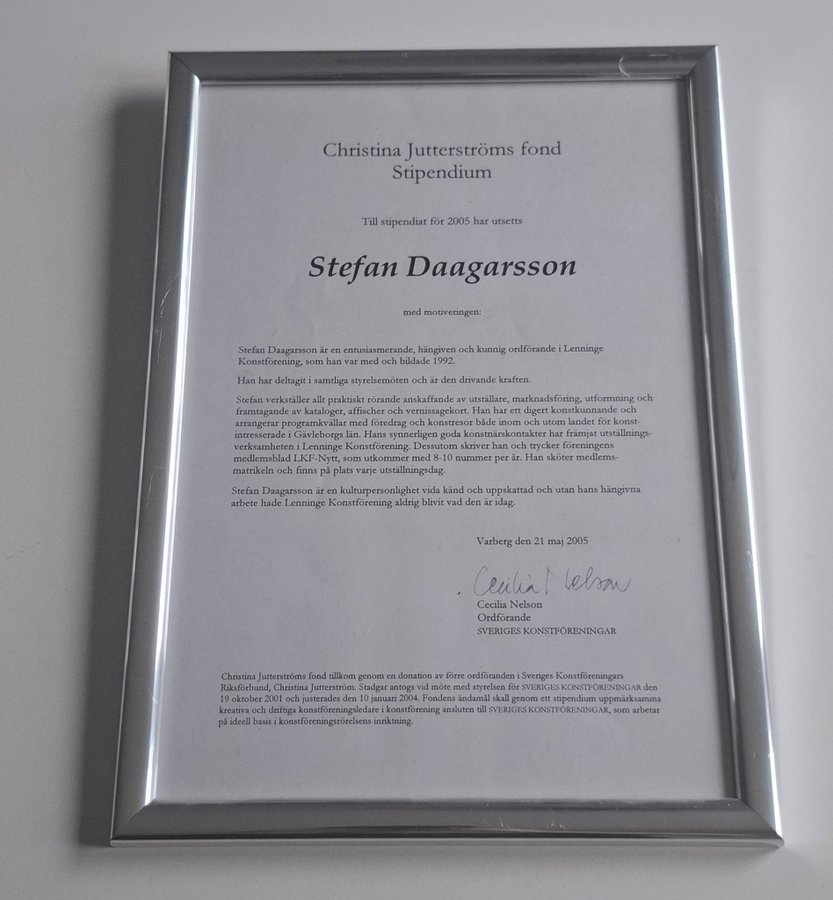 Christina Jutterströms fond
Stipendium
Till stipendiat för 2005 har utsetts
Stefan Daagarsson
med motiveringen:
Stefan Daagarsson är en entusiasmerande, hängiven och kunnig ordförande i Lenninge
Konstförening, som han var med och bildade 1992.
Han har deltagit i samtliga styrelsemöten och är den drivande kraften.
Stefan verkställer allt praktiskt rörande anskaffande av utställare, marknadsföring, utformning och
framtagande av kataloger, affischer och vernissagekort. Han har ett digert konstkunnande och
arrangerar programkvällar med föredrag och konstresor både inom och utom landet för konst-
intresserade i Gävleborgs län. Hans synnerligen goda konstnärskontakter har främjat utställnings-
verksamheten i Lenninge Konstförening. Dessutom skriver han och trycker föreningens
medlemsblad LKF-Nytt, som utkommer med 8-10 nummer per år. Han sköter medlems-
matrikeln och finns på plats varje utställningsdag.
Stefan Daagarsson är en kulturpersonlighet vida känd och uppskattad och utan hans hängivna
arbete hade Lenninge Konstförening aldrig blivit vad den är idag.
Varberg den 21 maj 2005
Cecilia Nelson
Cecilia Nelson
Ordförande
SVERIGES KONSTFÖRENINGAR
Christina Jutterströms fond tillkom genom en donation av förre ordföranden i Sveriges Konstföreningars
Riksförbund, Christina Jutterström. Stadgar antogs vid möte med styrelsen för SVERIGES KONSTFÖRENINGAR den
19 oktober 2001 och justerades den 10 januari 2004. Fondens ändamål skall genom ett stipendium uppmärksamma
kreativa och driftiga konstföreningsledare i konstförening ansluten till SVERIGES KONSTFÖRENINGAR, som arbetar
på ideell basis i konstföreningsrörelsens inriktning.